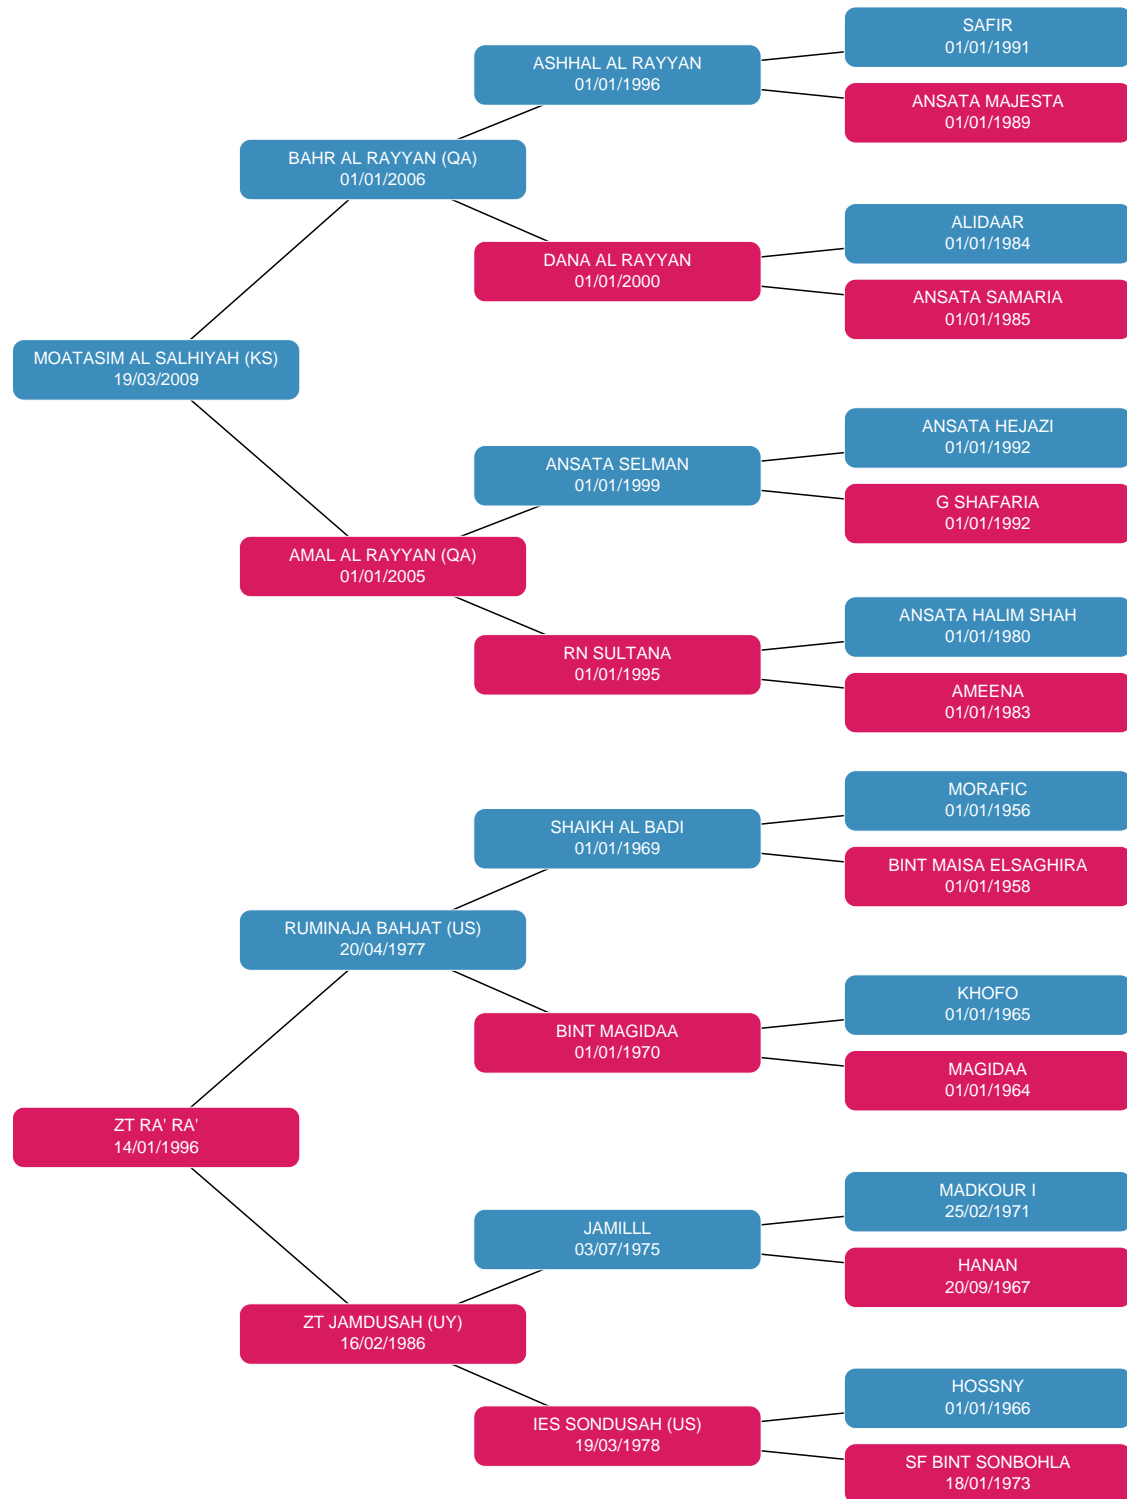 SAFIR
01/01/1991
ASHHAL AL RAYYAN
01/01/1996
ANSATA MAJESTA
01/01/1989
BAHR AL RAYYAN (QA)
01/01/2006
ALIDAAR
01/01/1984
DANA AL RAYYAN
01/01/2000
ANSATA SAMARIA
01/01/1985
MOATASIM AL SALHIYAH (KS)
19/03/2009
ANSATA HEJAZI
01/01/1992
ANSATA SELMAN
01/01/1999
G SHAFARIA
01/01/1992
AMAL AL RAYYAN (QA)
01/01/2005
ANSATA HALIM SHAH
01/01/1980
RN SULTANA
01/01/1995
AMEENA
01/01/1983
MORAFIC
01/01/1956
SHAIKH AL BADI
01/01/1969
BINT MAISA ELSAGHIRA
01/01/1958
RUMINAJA BAHJAT (US)
20/04/1977
KHOFO
01/01/1965
BINT MAGIDAA
01/01/1970
MAGIDAA
01/01/1964
ZT RA' RA'
14/01/1996
MADKOUR I
25/02/1971
JAMILLL
03/07/1975
HANAN
20/09/1967
ZT JAMDUSAH (UY)
16/02/1986
HOSSNY
01/01/1966
IES SONDUSAH (US)
19/03/1978
SF BINT SONBOHLA
18/01/1973